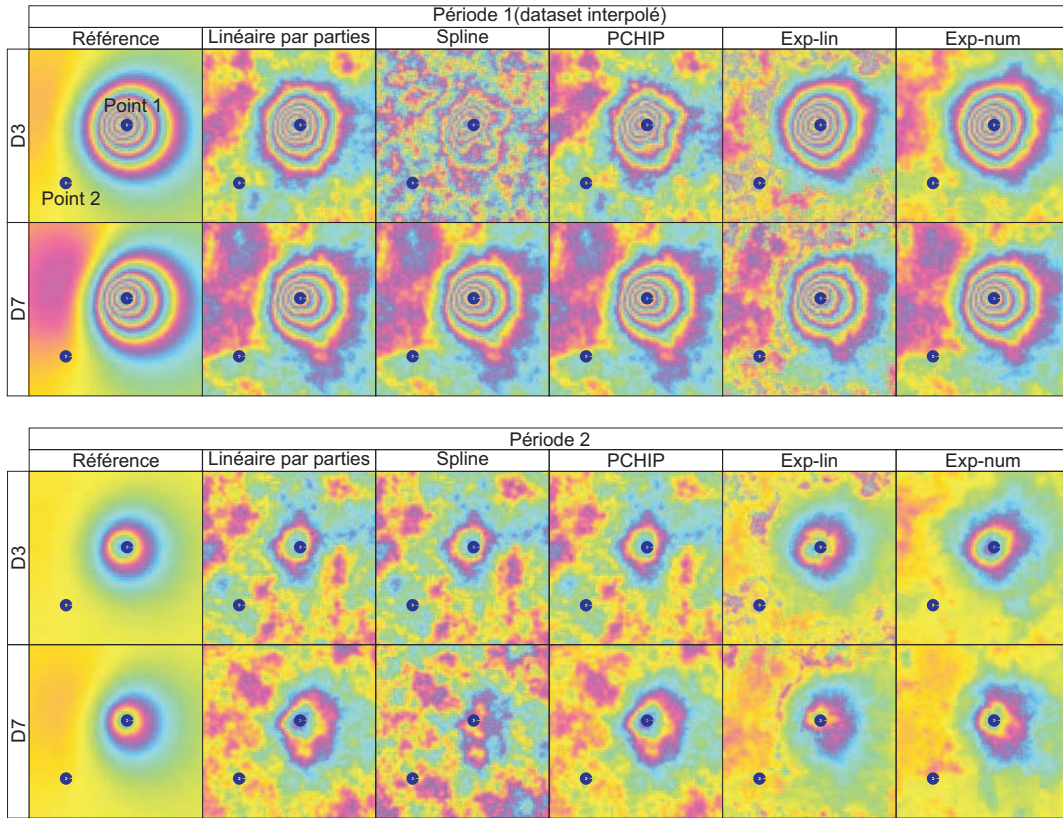 Période 1(dataset interpolé)
Référence Linéaire par parties Spline PCHIP Exp-lin Exp-num
D3
Point 1
Point 2
D7
Période 2
Référence Linéaire par parties Spline PCHIP Exp-lin Exp-num
D3
D7